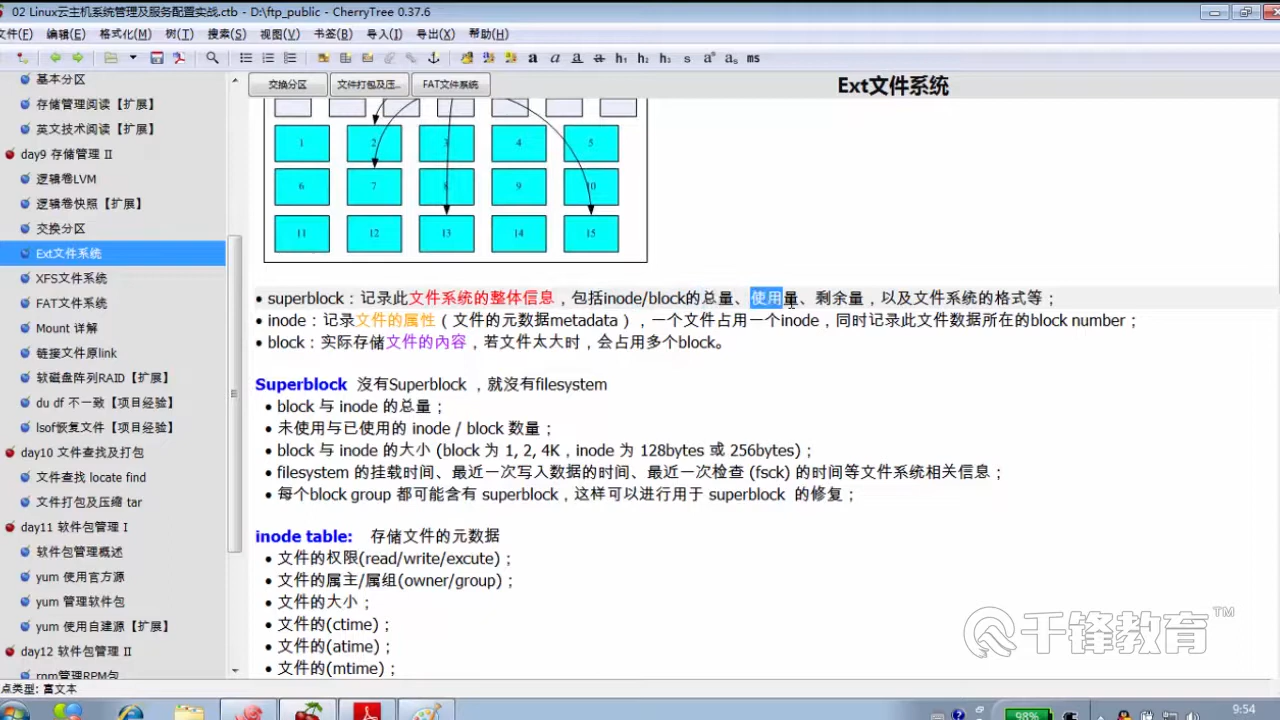 02 Linux云主机系统管理及服务配置实战.ctb - D:\ftp_public - CherryTree 0.37.6
文件(F) 编辑(E) 格式化(M) 树(T) 搜索(S) 视图(V) 书签(B) 导入(I) 导出(X) 帮助(H)
a a a a h₁ h₂ h₃ s aˢ aₛ ms
基本分区
存储管理阅读【扩展】
英文技术阅读【扩展】
day9 存储管理 II
逻辑卷LVM
逻辑卷快照【扩展】
交换分区
Ext文件系统
XFS文件系统
FAT文件系统
Mount 详解
链接文件原link
软磁盘阵列RAID【扩展】
du df 不一致【项目经验】
lsof恢复文件【项目经验】
day10 文件查找及打包
文件查找 locate find
文件打包及压缩 tar
day11 软件包管理 I
软件包管理概述
yum 使用官方源
yum 管理软件包
yum 使用自建源【扩展】
day12 软件包管理 II
rpm管理RPM包
交换分区 文件打包及压... FAT文件系统
Ext文件系统
1 2 3 4 5
6 7 8 9 10
11 12 13 14 15
• superblock：记录此文件系统的整体信息，包括inode/block的总量、使用量、剩余量，以及文件系统的格式等；
• inode：记录文件的属性（文件的元数据metadata），一个文件占用一个inode，同时记录此文件数据所在的block number；
• block：实际存储文件的內容，若文件太大时，会占用多个block。
Superblock 沒有Superblock ，就沒有filesystem
• block 与 inode 的总量；
• 未使用与已使用的 inode / block 数量；
• block 与 inode 的大小 (block 为 1, 2, 4K，inode 为 128bytes 或 256bytes)；
• filesystem 的挂载时间、最近一次写入数据的时间、最近一次检查 (fsck) 的时间等文件系统相关信息；
• 每个block group 都可能含有 superblock，这样可以进行用于 superblock 的修复；
inode table: 存储文件的元数据
• 文件的权限(read/write/excute)；
• 文件的属主/属组(owner/group)；
• 文件的大小；
• 文件的(ctime)；
• 文件的(atime)；
• 文件的(mtime)；
千锋教育™
点类型: 富文本
98%
9:54